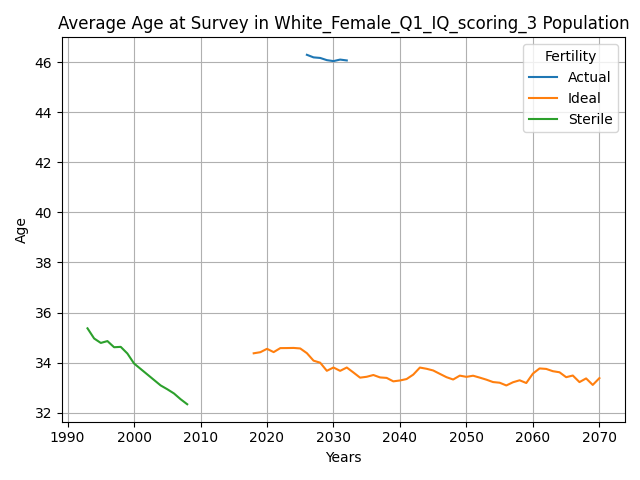 Average Age at Survey in White_Female_Q1_IQ_scoring_3 Population
Fertility
Actual
Ideal
Sterile
Age
46
44
42
40
38
36
34
32
1990 2000 2010 2020 2030 2040 2050 2060 2070
Years